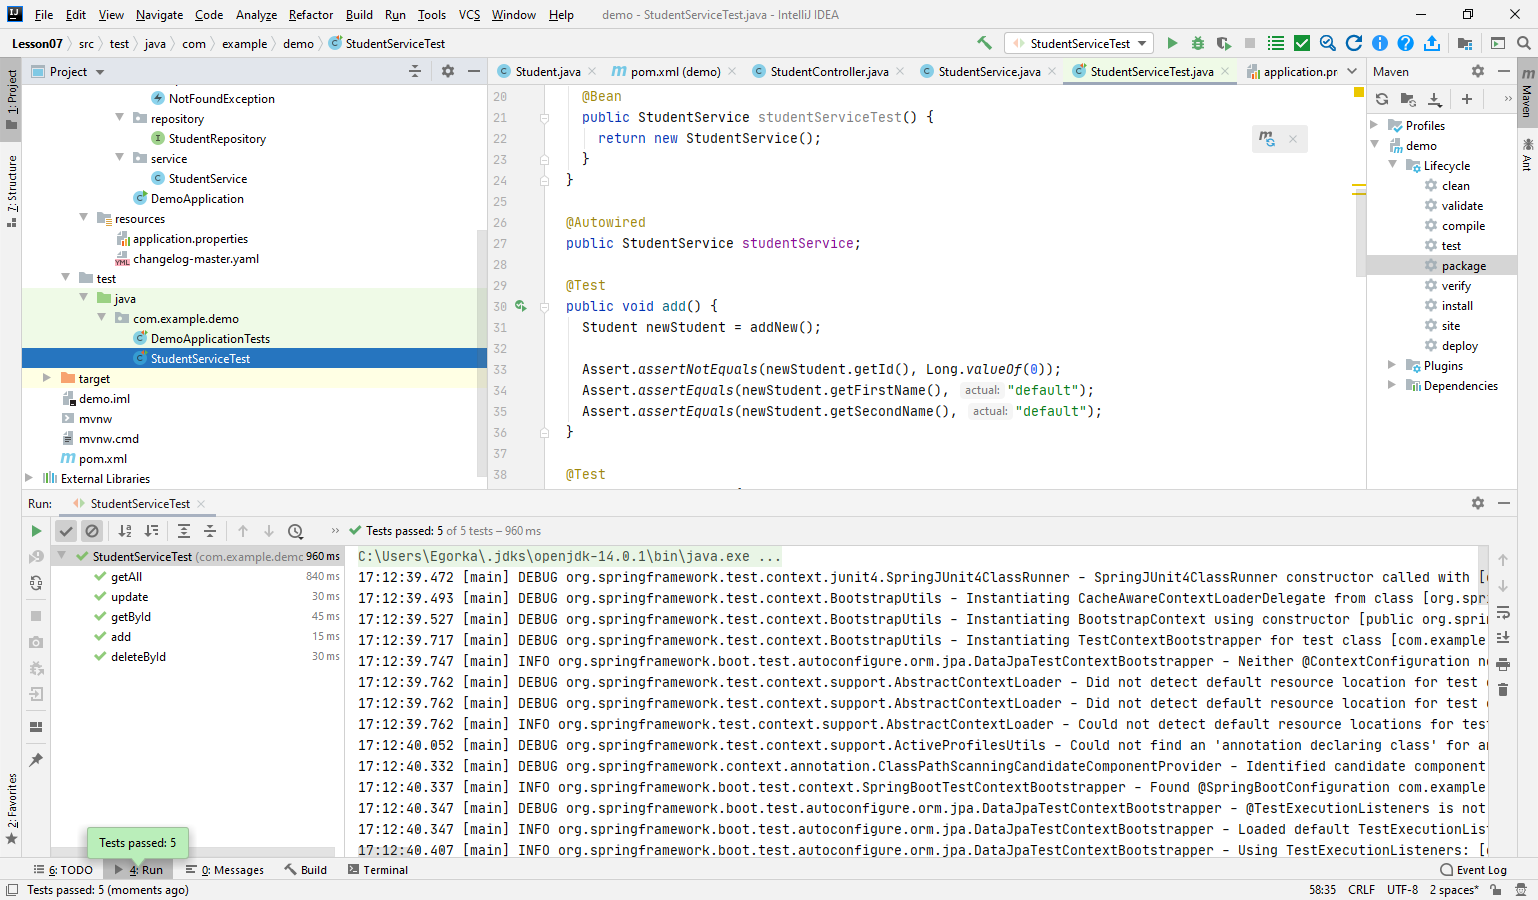 File Edit View Navigate Code Analyze Refactor Build Run Tools VCS Window Help demo - StudentServiceTest.java - IntelliJ IDEA
Lesson07 src test java com example demo StudentServiceTest
StudentServiceTest
1: Project
7: Structure
2: Favorites
Project
NotFoundException
repository
StudentRepository
service
StudentService
DemoApplication
resources
application.properties
changelog-master.yaml
test
java
com.example.demo
DemoApplicationTests
StudentServiceTest
target
demo.iml
mvnw
mvnw.cmd
pom.xml
External Libraries
Student.java pom.xml (demo) StudentController.java StudentService.java StudentServiceTest.java application.pr
20 @Bean
21 public StudentService studentServiceTest() {
22 return new StudentService();
23 }
24 }
25
26 @Autowired
27 public StudentService studentService;
28
29 @Test
30 public void add() {
31 Student newStudent = addNew();
32
33 Assert.assertNotEquals(newStudent.getId(), Long.valueOf(0));
34 Assert.assertEquals(newStudent.getFirstName(), actual: "default");
35 Assert.assertEquals(newStudent.getSecondName(), actual: "default");
36 }
37
38 @Test
Maven
Profiles
demo
Lifecycle
clean
validate
compile
test
package
verify
install
site
deploy
Plugins
Dependencies
Maven
Ant
Run: StudentServiceTest
Tests passed: 5 of 5 tests – 960 ms
StudentServiceTest (com.example.demo 960 ms
getAll 840 ms
update 30 ms
getById 45 ms
add 15 ms
deleteById 30 ms
C:\Users\Egorka\.jdks\openjdk-14.0.1\bin\java.exe ...
17:12:39.472 [main] DEBUG org.springframework.test.context.junit4.SpringJUnit4ClassRunner - SpringJUnit4ClassRunner constructor called with [
17:12:39.493 [main] DEBUG org.springframework.test.context.BootstrapUtils - Instantiating CacheAwareContextLoaderDelegate from class [org.spr
17:12:39.527 [main] DEBUG org.springframework.test.context.BootstrapUtils - Instantiating BootstrapContext using constructor [public org.spri
17:12:39.717 [main] DEBUG org.springframework.test.context.BootstrapUtils - Instantiating TestContextBootstrapper for test class [com.example
17:12:39.747 [main] INFO org.springframework.boot.test.autoconfigure.orm.jpa.DataJpaTestContextBootstrapper - Neither @ContextConfiguration n
17:12:39.762 [main] DEBUG org.springframework.test.context.support.AbstractContextLoader - Did not detect default resource location for test
17:12:39.762 [main] DEBUG org.springframework.test.context.support.AbstractContextLoader - Did not detect default resource location for test
17:12:39.762 [main] INFO org.springframework.test.context.support.AbstractContextLoader - Could not detect default resource locations for tes
17:12:40.052 [main] DEBUG org.springframework.test.context.support.ActiveProfilesUtils - Could not find an 'annotation declaring class' for an
17:12:40.332 [main] DEBUG org.springframework.context.annotation.ClassPathScanningCandidateComponentProvider - Identified candidate component
17:12:40.337 [main] INFO org.springframework.boot.test.context.SpringBootTestContextBootstrapper - Found @SpringBootConfiguration com.example
17:12:40.347 [main] DEBUG org.springframework.boot.test.autoconfigure.orm.jpa.DataJpaTestContextBootstrapper - @TestExecutionListeners is not
17:12:40.347 [main] INFO org.springframework.boot.test.autoconfigure.orm.jpa.DataJpaTestContextBootstrapper - Loaded default TestExecutionLis
17:12:40.407 [main] INFO org.springframework.boot.test.autoconfigure.orm.jpa.DataJpaTestContextBootstrapper - Using TestExecutionListeners: [
Tests passed: 5
6: TODO 4: Run 0: Messages Build Terminal Event Log
Tests passed: 5 (moments ago) 58:35 CRLF UTF-8 2 spaces*